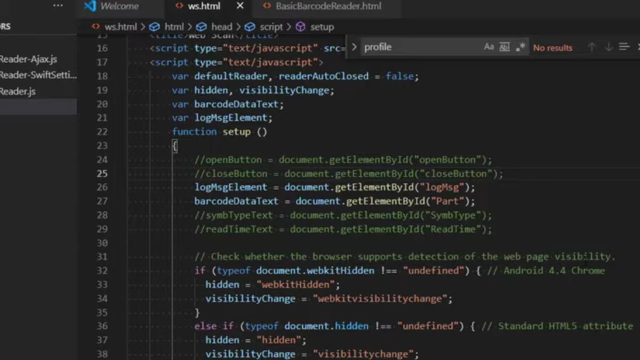 Welcome
ws.html
BasicBarcodeReader.html
ORS
ws.html > html > head > script > setup
Reader-Ajax.js
Reader-SwiftSetti...
Reader.js
profile
Aa
No results
15 <title>Web Scan</title>
16 <script type="text/javascript" src=
17 <script type="text/javascript">
18 var defaultReader, readerAutoClosed = false;
19 var hidden, visibilityChange;
20 var barcodeDataText;
21 var logMsgElement;
22 function setup ()
23 {
24 //openButton = document.getElementById("openButton");
25 //closeButton = document.getElementById("closeButton");
26 logMsgElement = document.getElementById("logMsg");
27 barcodeDataText = document.getElementById("Part");
28 //symbTypeText = document.getElementById("SymbType");
29 //readTimeText = document.getElementById("ReadTime");
30
31 // Check whether the browser supports detection of the web page visibility.
32 if (typeof document.webkitHidden !== "undefined") { // Android 4.4 Chrome
33 hidden = "webkitHidden";
34 visibilityChange = "webkitvisibilitychange";
35 }
36 else if (typeof document.hidden !== "undefined") { // Standard HTML5 attribute
37 hidden = "hidden";
38 visibilityChange = "visibilitychange";